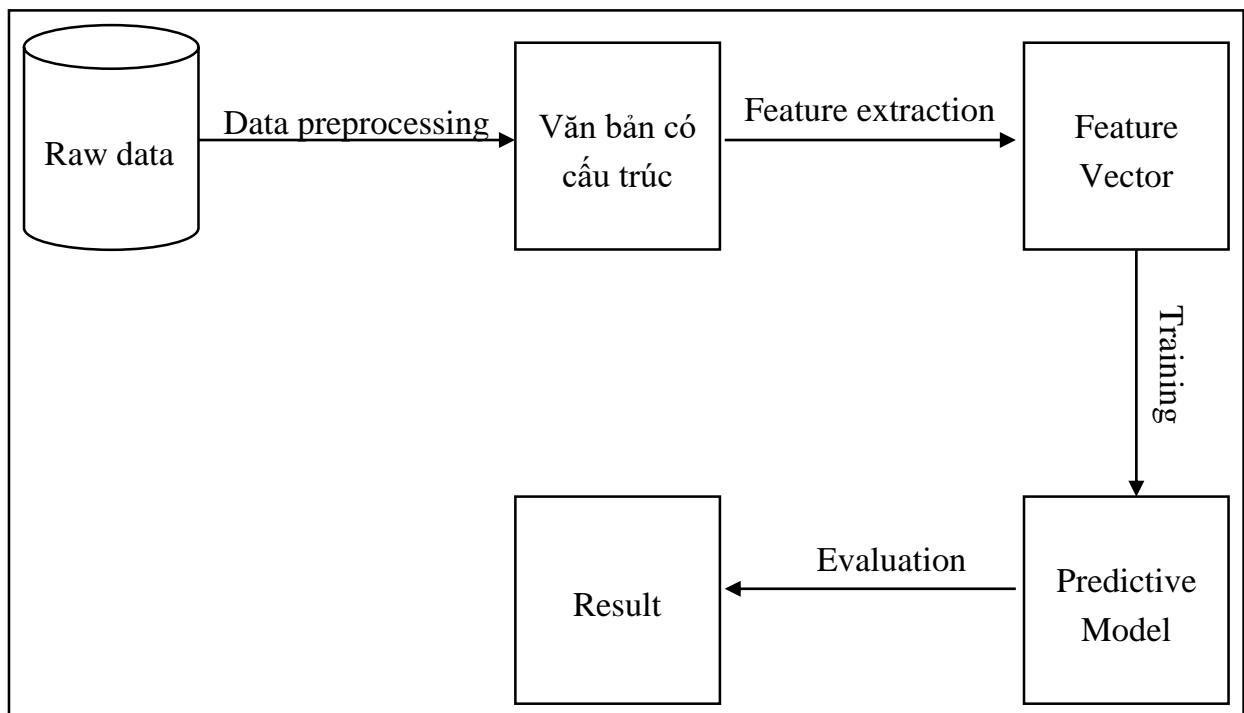 Raw data
Data preprocessing
Văn bản có
cấu trúc
Feature extraction
Feature
Vector
Training
Predictive
Model
Evaluation
Result